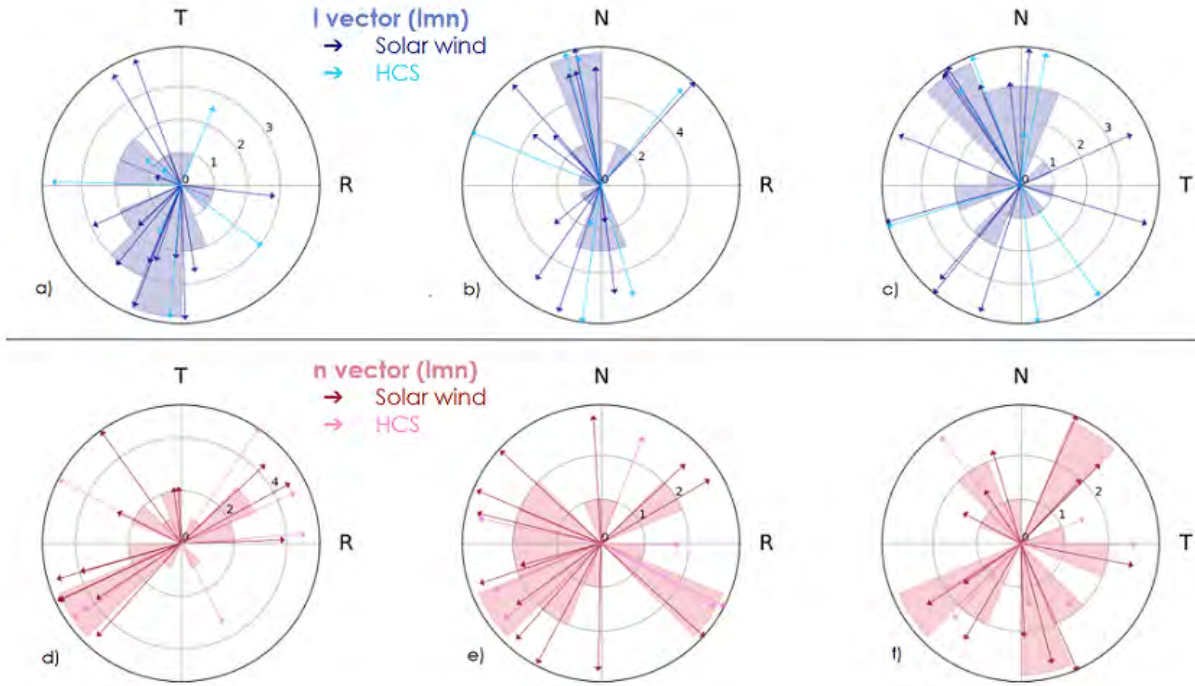 T
l vector (lmn)
→ Solar wind
→ HCS
N
N
3
2
1
0
R
4
2
0
R
3
2
1
0
T
a)
b)
c)
T
n vector (lmn)
→ Solar wind
→ HCS
N
N
4
2
0
R
2
1
0
R
2
1
0
T
d)
e)
f)